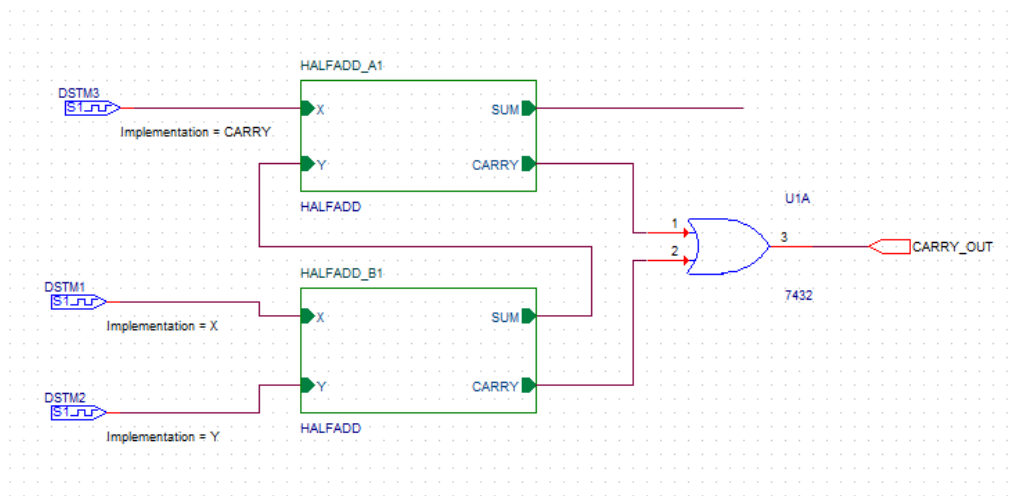 HALFADD_A1
DSTM3
S1
X
SUM
Implementation = CARRY
Y
CARRY
HALFADD
U1A
1
2
3
CARRY_OUT
7432
HALFADD_B1
DSTM1
S1
X
SUM
Implementation = X
Y
CARRY
DSTM2
S1
HALFADD
Implementation = Y